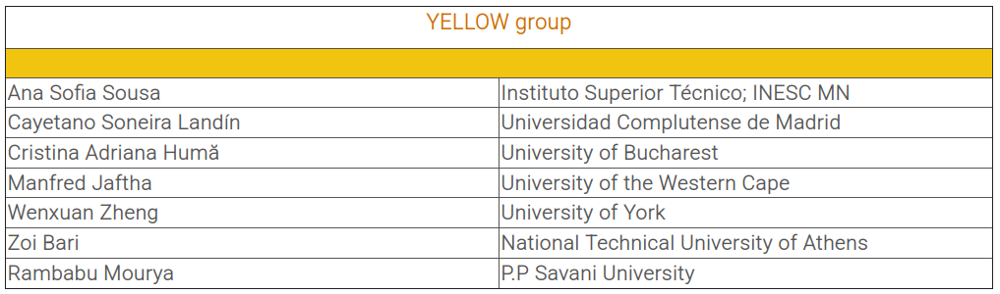 YELLOW group
Ana Sofia Sousa Instituto Superior Técnico; INESC MN
Cayetano Soneira Landín Universidad Complutense de Madrid
Cristina Adriana Humă University of Bucharest
Manfred Jaftha University of the Western Cape
Wenxuan Zheng University of York
Zoi Bari National Technical University of Athens
Rambabu Mourya P.P Savani University